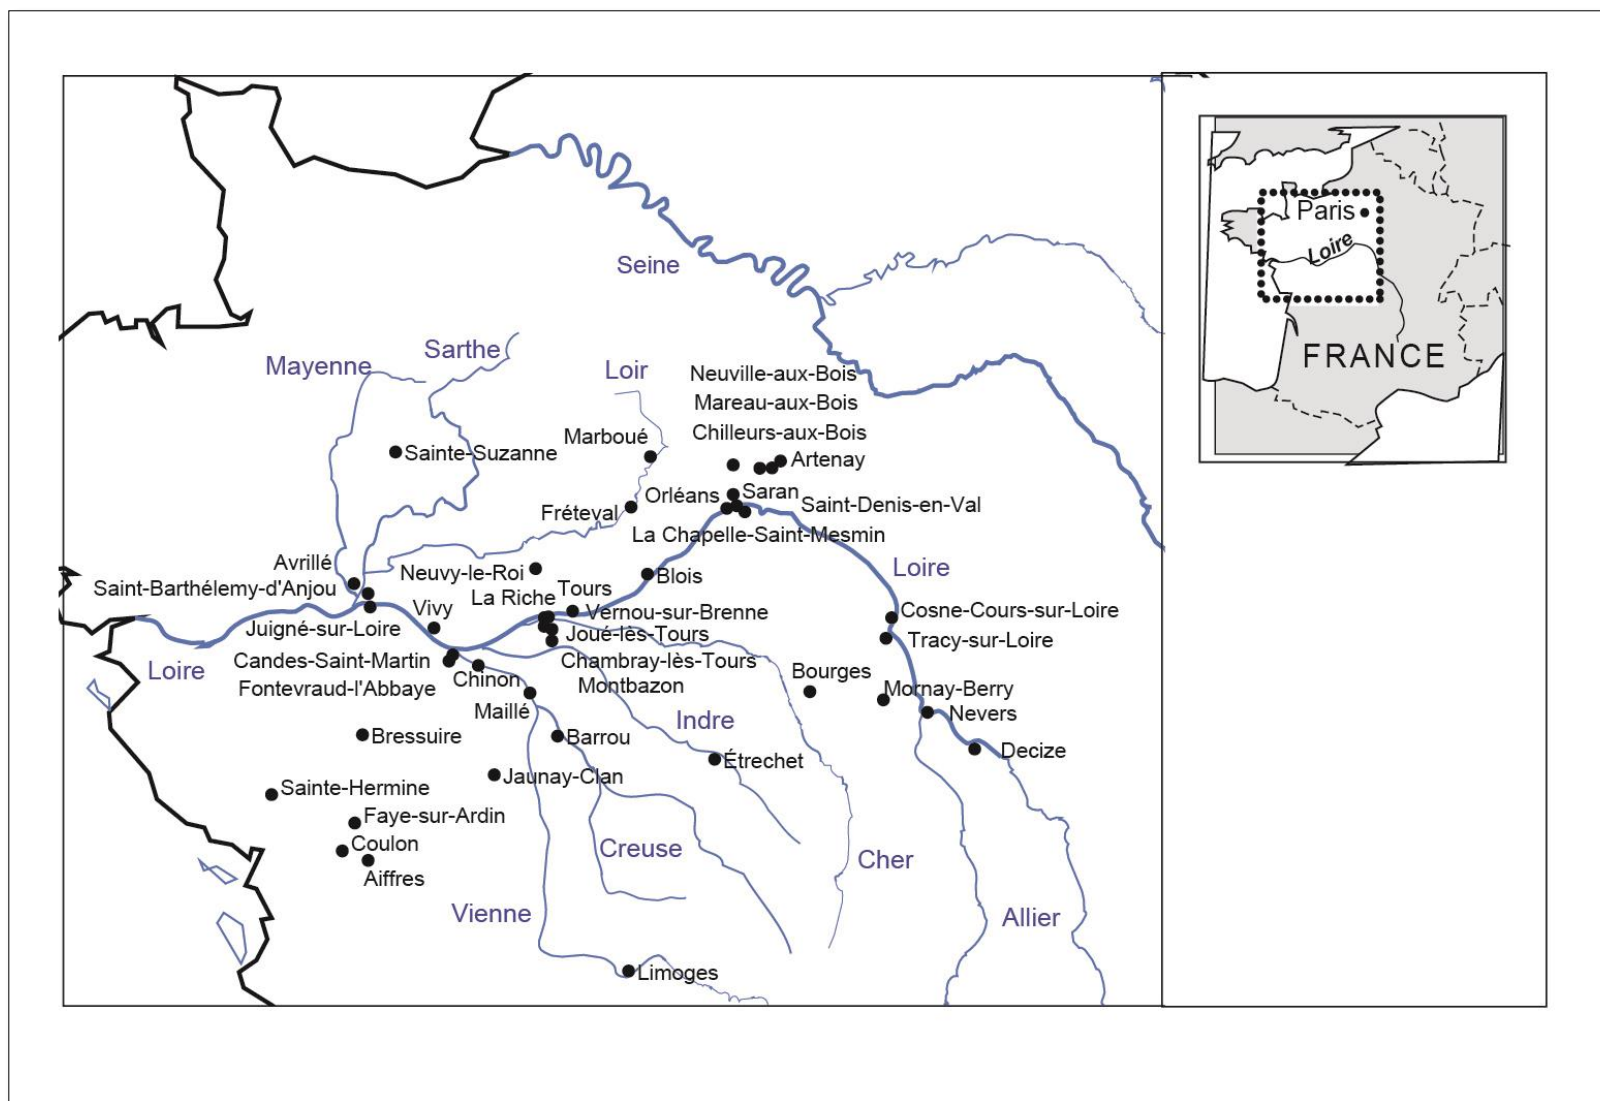 Paris
Loire
FRANCE
Seine
Mayenne
Sarthe
Loir
Neuville-aux-Bois
Mareau-aux-Bois
Chilleurs-aux-Bois
Marboué
Sainte-Suzanne
Artenay
Orléans
Saran
Saint-Denis-en-Val
Fréteval
La Chapelle-Saint-Mesmin
Avrillé
Neuvy-le-Roi
Blois
Loire
Saint-Barthélemy-d'Anjou
La Riche
Tours
Vivy
Vernou-sur-Brenne
Cosne-Cours-sur-Loire
Juigné-sur-Loire
Joué-lès-Tours
Tracy-sur-Loire
Loire
Candes-Saint-Martin
Chambray-lès-Tours
Bourges
Fontevraud-l'Abbaye
Chinon
Montbazon
Mornay-Berry
Maillé
Indre
Nevers
Bressuire
Barrou
Étrechet
Decize
Jaunay-Clan
Sainte-Hermine
Faye-sur-Ardin
Coulon
Creuse
Cher
Aiffres
Vienne
Allier
Limoges